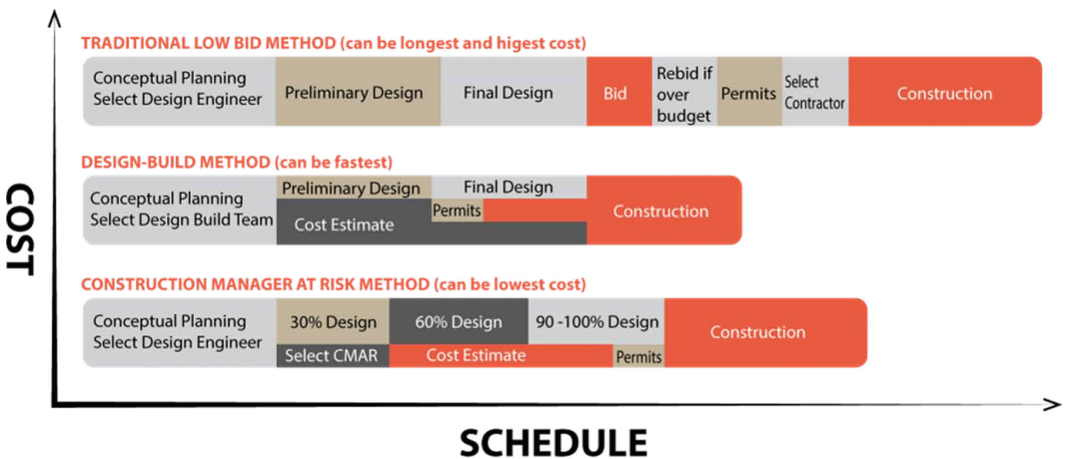 TRADITIONAL LOW BID METHOD (can be longest and higest cost)
Conceptual Planning
Select Design Engineer
Preliminary Design
Final Design
Bid
Rebid if
over
budget
Permits
Select
Contractor
Construction
DESIGN-BUILD METHOD (can be fastest)
Conceptual Planning
Select Design Build Team
Preliminary Design
Final Design
Cost Estimate
Permits
Construction
CONSTRUCTION MANAGER AT RISK METHOD (can be lowest cost)
Conceptual Planning
Select Design Engineer
30% Design
60% Design
90 -100% Design
Select CMAR
Cost Estimate
Permits
Construction
COST
SCHEDULE